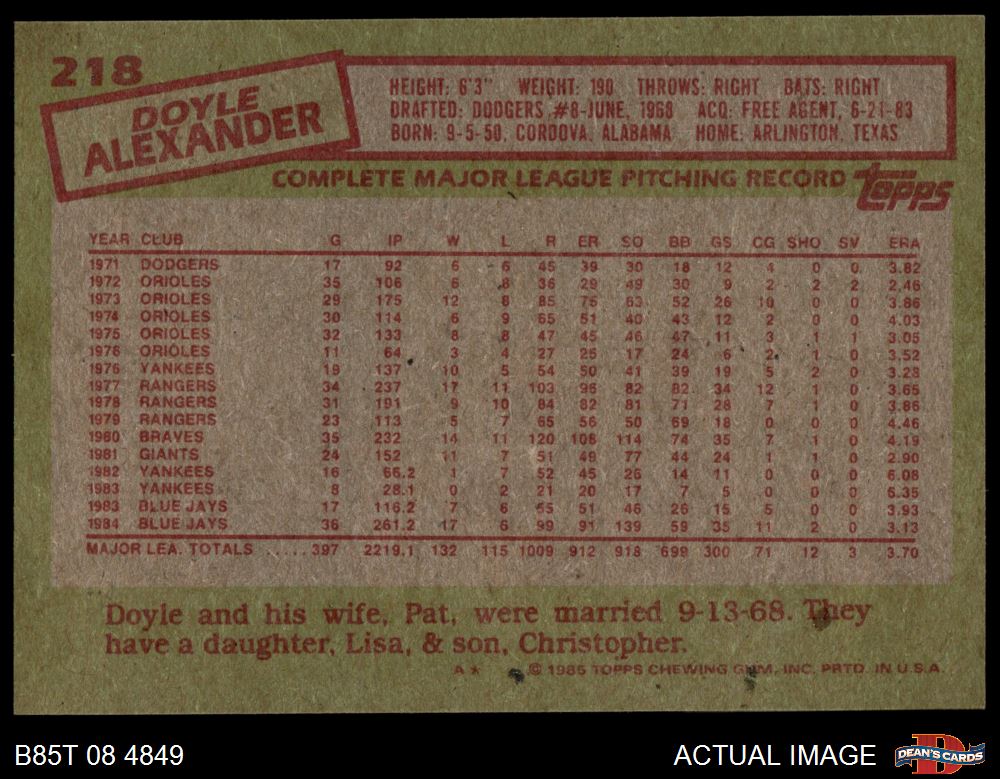 218
DOYLE
ALEXANDER
HEIGHT: 6'3" WEIGHT: 190 THROWS: RIGHT BATS: RIGHT
DRAFTED: DODGERS #8-JUNE, 1968 ACQ: FREE AGENT, 6-21-83
BORN: 9-5-50, CORDOVA, ALABAMA HOME: ARLINGTON, TEXAS
COMPLETE MAJOR LEAGUE PITCHING RECORD topps
YEAR CLUB G IP W L R ER SO BB GS CG SHO SV ERA
1971 DODGERS 17 92 6 6 45 39 30 18 12 4 0 0 3.82
1972 ORIOLES 35 106 6 8 36 29 49 30 9 2 2 2 2.46
1973 ORIOLES 29 175 12 8 85 75 63 52 26 10 0 0 3.86
1974 ORIOLES 30 114 6 9 65 51 40 43 12 2 0 0 4.03
1975 ORIOLES 32 133 8 8 47 45 46 47 11 3 1 1 3.05
1976 ORIOLES 11 64 3 4 27 25 17 24 6 2 1 0 3.52
1976 YANKEES 19 137 10 5 54 50 41 39 19 5 2 0 3.28
1977 RANGERS 34 237 17 11 103 96 82 82 34 12 1 0 3.65
1978 RANGERS 31 191 9 10 84 82 81 71 28 7 1 0 3.86
1979 RANGERS 23 113 5 7 65 56 50 69 18 0 0 0 4.46
1980 BRAVES 35 232 14 11 120 108 114 74 35 7 1 0 4.19
1981 GIANTS 24 152 11 7 51 49 77 44 24 1 1 0 2.90
1982 YANKEES 16 66.2 1 7 52 45 26 14 11 0 0 0 6.08
1983 YANKEES 8 28.1 0 2 21 20 17 7 5 0 0 0 6.35
1983 BLUE JAYS 17 116.2 7 6 55 51 46 26 15 5 0 0 3.93
1984 BLUE JAYS 36 261.2 17 6 99 91 139 59 35 11 2 0 3.13
MAJOR LEA. TOTALS ..... 397 2219.1 132 115 1009 912 918 699 300 71 12 3 3.70
Doyle and his wife, Pat, were married 9-13-68. They
have a daughter, Lisa, & son, Christopher.
A* © 1985 TOPPS CHEWING GUM, INC. PRTD. IN U.S.A.
B85T 08 4849 ACTUAL IMAGE DEAN'S CARDS